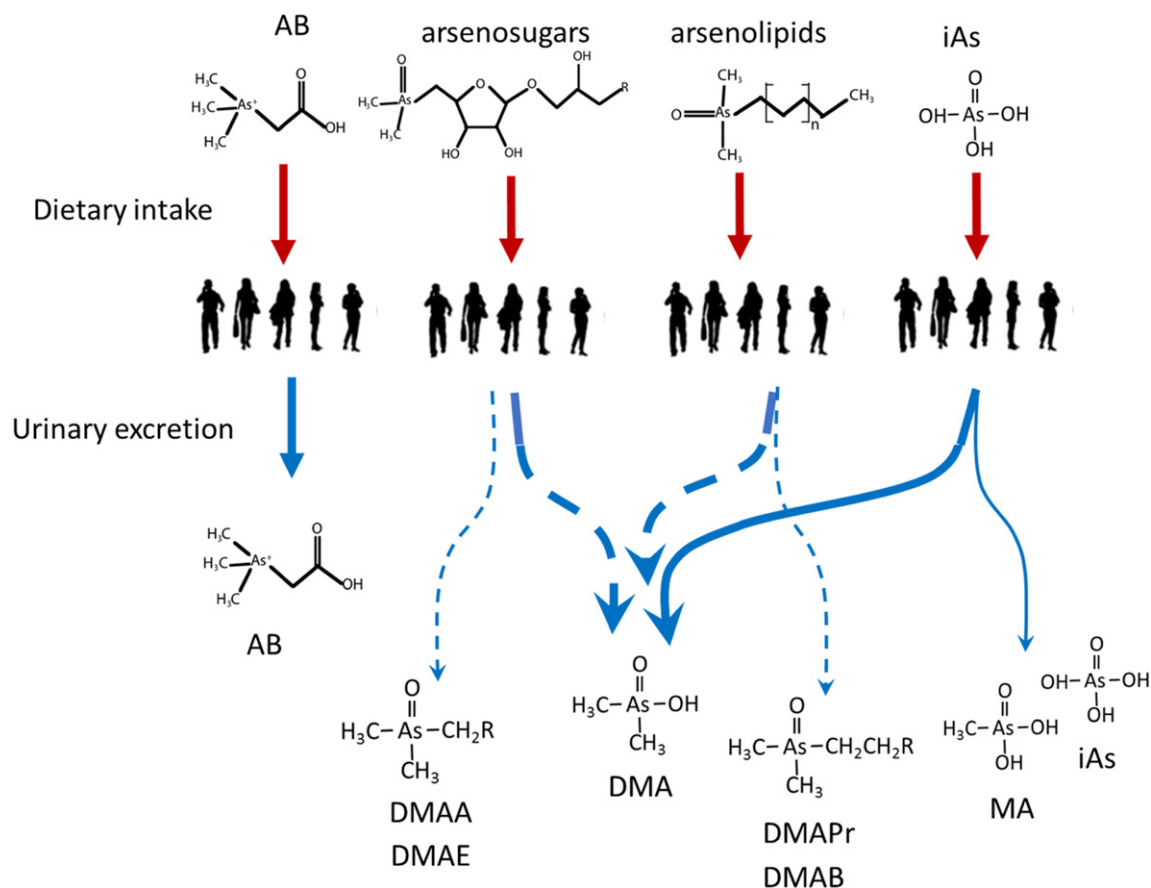 AB
arsenosugars
arsenolipids
iAs
O
H₃C
H₃C
As⁺
H₃C
OH
O
OH
H₃C
As
O
O
R
H₃C
HO
OH
CH₃
O
As
n
CH₃
CH₃
O
OH
As
OH
OH
Dietary intake
Urinary excretion
H₃C
O
H₃C
As⁺
H₃C
OH
AB
O
H₃C
As
CH₂R
CH₃
DMAA
DMAE
O
H₃C
As
OH
CH₃
DMA
O
H₃C
As
CH₂CH₂R
CH₃
DMAPr
DMAB
O
H₃C
As
OH
OH
MA
O
OH
As
OH
OH
iAs